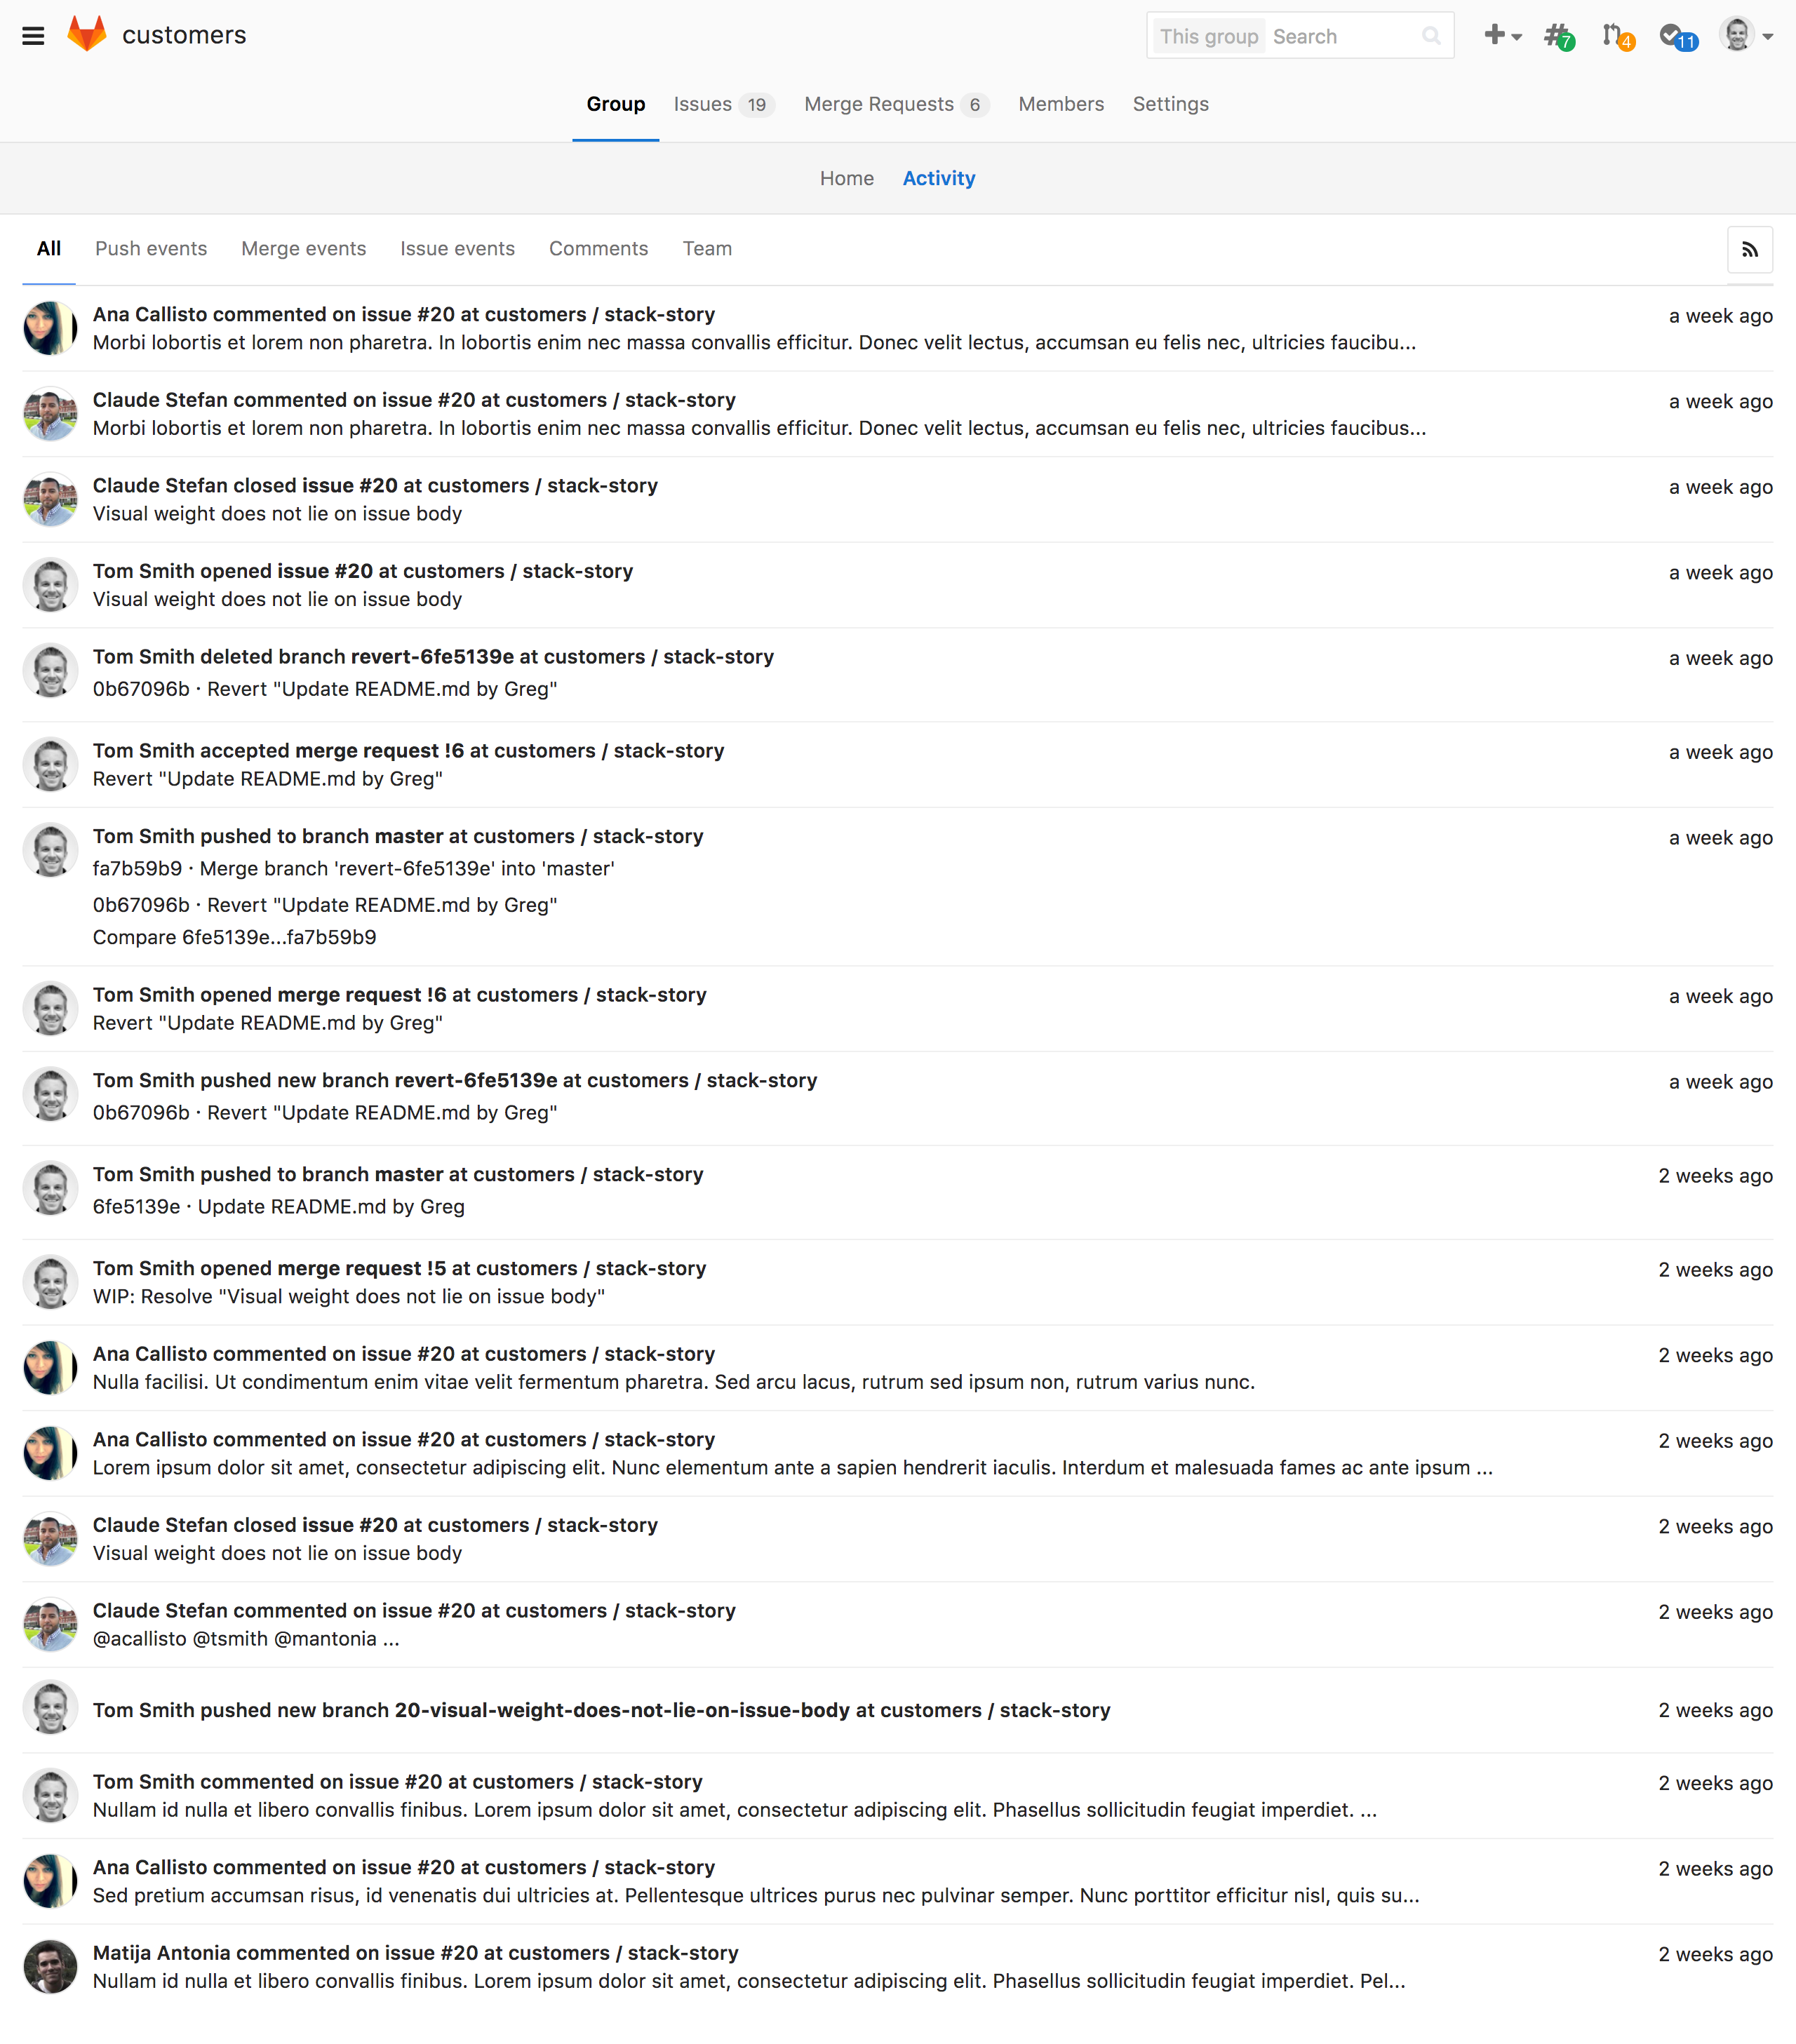 customers
This group Search
7 4 11
Group Issues 19 Merge Requests 6 Members Settings
Home Activity
All Push events Merge events Issue events Comments Team
Ana Callisto commented on issue #20 at customers / stack-story
a week ago
Morbi lobortis et lorem non pharetra. In lobortis enim nec massa convallis efficitur. Donec velit lectus, accumsan eu felis nec, ultricies faucibu...
Claude Stefan commented on issue #20 at customers / stack-story
a week ago
Morbi lobortis et lorem non pharetra. In lobortis enim nec massa convallis efficitur. Donec velit lectus, accumsan eu felis nec, ultricies faucibus...
Claude Stefan closed issue #20 at customers / stack-story
a week ago
Visual weight does not lie on issue body
Tom Smith opened issue #20 at customers / stack-story
a week ago
Visual weight does not lie on issue body
Tom Smith deleted branch revert-6fe5139e at customers / stack-story
a week ago
0b67096b · Revert "Update README.md by Greg"
Tom Smith accepted merge request !6 at customers / stack-story
a week ago
Revert "Update README.md by Greg"
Tom Smith pushed to branch master at customers / stack-story
a week ago
fa7b59b9 · Merge branch 'revert-6fe5139e' into 'master'
0b67096b · Revert "Update README.md by Greg"
Compare 6fe5139e...fa7b59b9
Tom Smith opened merge request !6 at customers / stack-story
a week ago
Revert "Update README.md by Greg"
Tom Smith pushed new branch revert-6fe5139e at customers / stack-story
a week ago
0b67096b · Revert "Update README.md by Greg"
Tom Smith pushed to branch master at customers / stack-story
2 weeks ago
6fe5139e · Update README.md by Greg
Tom Smith opened merge request !5 at customers / stack-story
2 weeks ago
WIP: Resolve "Visual weight does not lie on issue body"
Ana Callisto commented on issue #20 at customers / stack-story
2 weeks ago
Nulla facilisi. Ut condimentum enim vitae velit fermentum pharetra. Sed arcu lacus, rutrum sed ipsum non, rutrum varius nunc.
Ana Callisto commented on issue #20 at customers / stack-story
2 weeks ago
Lorem ipsum dolor sit amet, consectetur adipiscing elit. Nunc elementum ante a sapien hendrerit iaculis. Interdum et malesuada fames ac ante ipsum ...
Claude Stefan closed issue #20 at customers / stack-story
2 weeks ago
Visual weight does not lie on issue body
Claude Stefan commented on issue #20 at customers / stack-story
2 weeks ago
@acallisto @tsmith @mantonia ...
Tom Smith pushed new branch 20-visual-weight-does-not-lie-on-issue-body at customers / stack-story
2 weeks ago
Tom Smith commented on issue #20 at customers / stack-story
2 weeks ago
Nullam id nulla et libero convallis finibus. Lorem ipsum dolor sit amet, consectetur adipiscing elit. Phasellus sollicitudin feugiat imperdiet. ...
Ana Callisto commented on issue #20 at customers / stack-story
2 weeks ago
Sed pretium accumsan risus, id venenatis dui ultricies at. Pellentesque ultrices purus nec pulvinar semper. Nunc porttitor efficitur nisl, quis su...
Matija Antonia commented on issue #20 at customers / stack-story
2 weeks ago
Nullam id nulla et libero convallis finibus. Lorem ipsum dolor sit amet, consectetur adipiscing elit. Phasellus sollicitudin feugiat imperdiet. Pel...